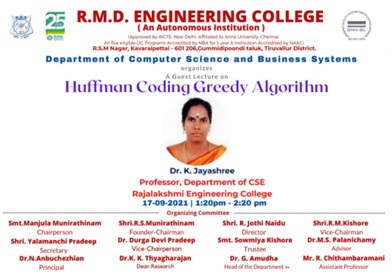 R.M.D. ENGINEERING COLLEGE
( An Autonomous Institution )
(Approved by AICTE, New Delhi. Affiliated to Anna University, Chennai
All five eligible UG Programs Accredited by NBA for 3 year & Institution Accredited by NAAC)
R.S.M Nagar, Kavaraipettai - 601 206,Gummidipoondi taluk, Tiruvallur District.
Department of Computer Science and Business Systems
organizes
A Guest Lecture on
Huffman Coding Greedy Algorithm
Dr. K. Jayashree
Professor, Department of CSE
Rajalakshmi Engineering College
17-09-2021 | 1:20pm - 2:20 pm
Organizing Committee
Smt.Manjula Munirathinam Shri.R.S.Munirathinam Shri. R. Jothi Naidu Shri.R.M.Kishore
Chairperson Founder-Chairman Director Vice-Chairman
Shri. Yalamanchi Pradeep Dr. Durga Devi Pradeep Smt. Sowmiya Kishore Dr.M.S. Palanichamy
Secretary Vice-Chairperson Trustee Advisor
Dr.N.Anbuchezhian Dr.K. K. Thyagharajan Dr. G. Amudha Mr. R. Chithambaramani
Principal Dean Research Head of the Department Assistant Professor